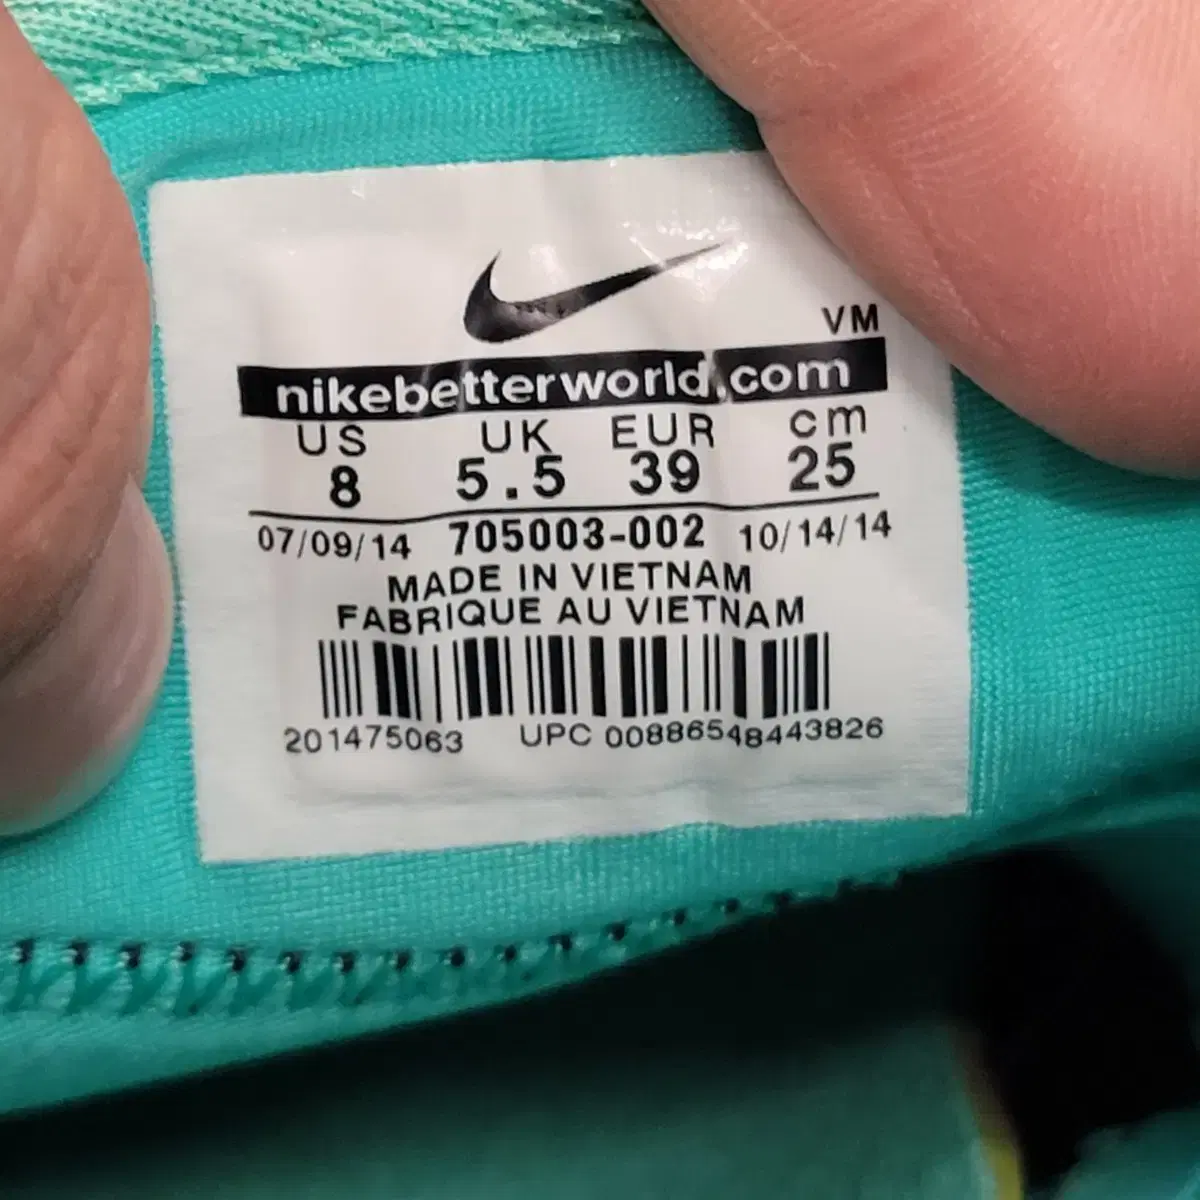 VM
nikebetterworld.com
US UK EUR cm
8 5.5 39 25
07/09/14 705003-002 10/14/14
MADE IN VIETNAM
FABRIQUE AU VIETNAM
201475063 UPC 00886548443826